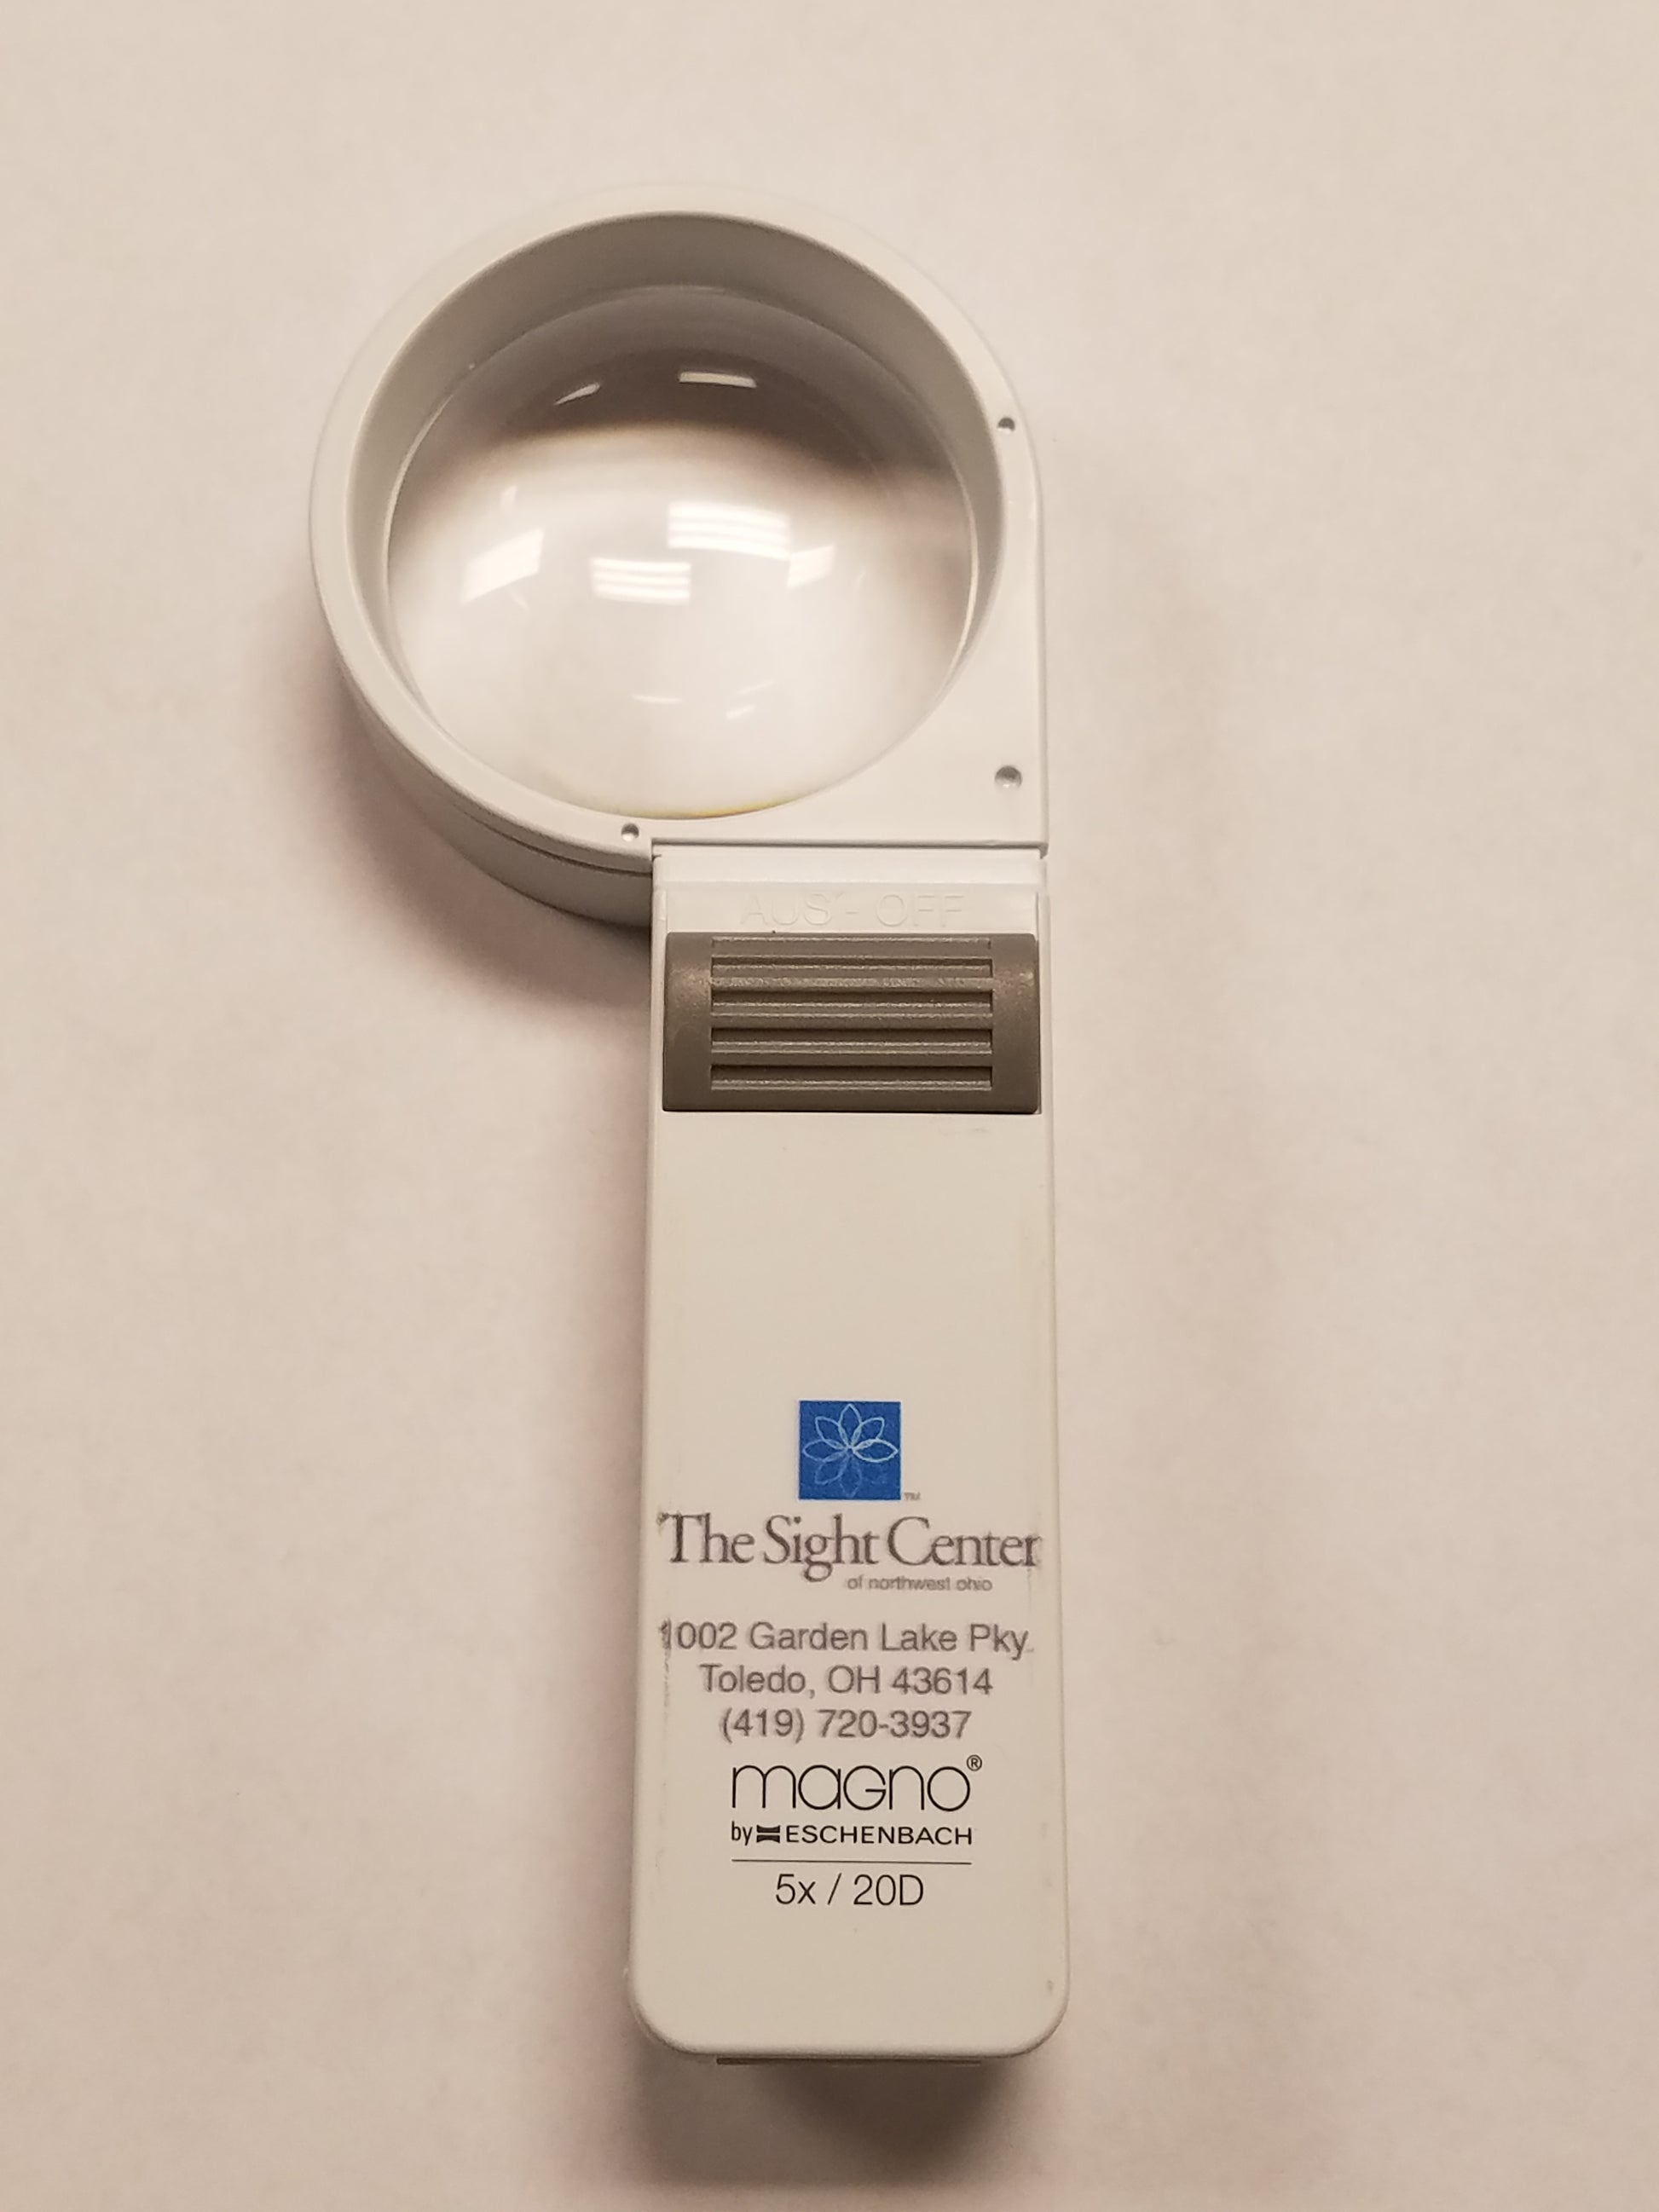 AUS - OFF
TM
The Sight Center
of northwest ohio
1002 Garden Lake Pky.
Toledo, OH 43614
(419) 720-3937
magno®
by ESCHENBACH
5x / 20D